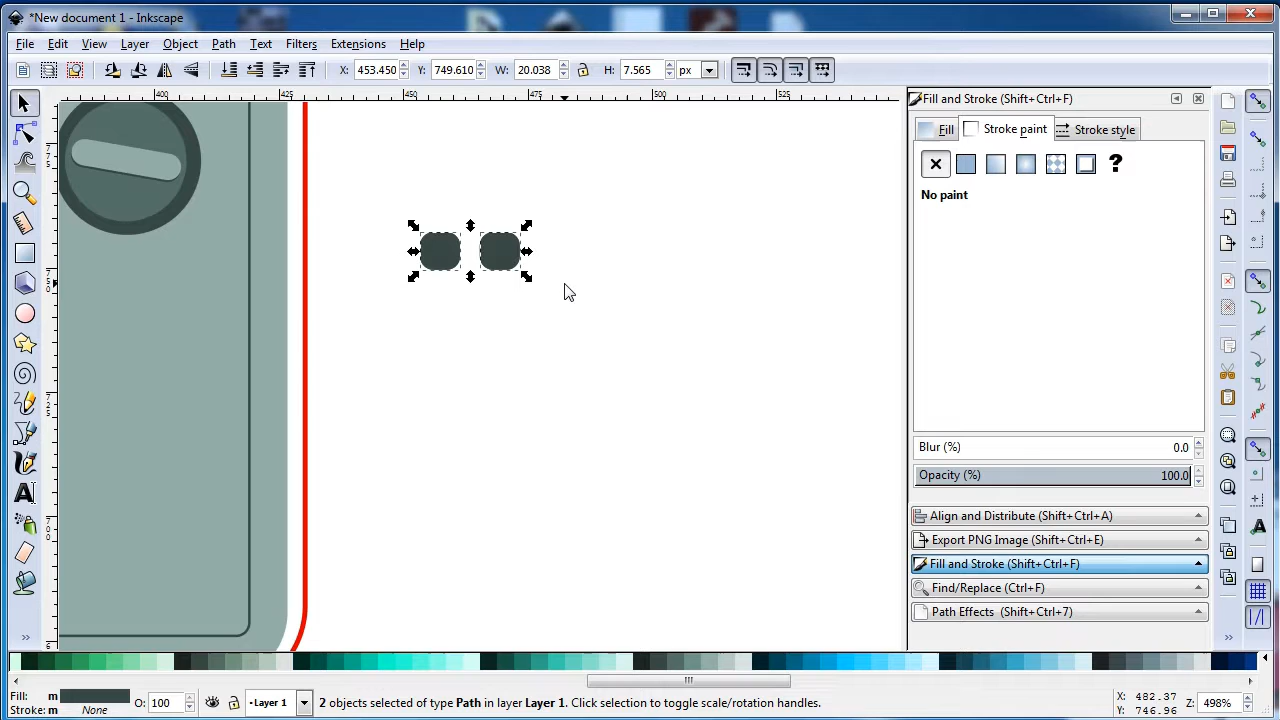 *New document 1 - Inkscape
File Edit View Layer Object Path Text Filters Extensions Help
X: 453.450 Y: 749.610 W: 20.038 H: 7.565 px
400 425 450 475 500 525
Fill and Stroke (Shift+Ctrl+F)
Fill Stroke paint Stroke style
?
No paint
Blur (%) 0.0
Opacity (%) 100.0
Align and Distribute (Shift+Ctrl+A)
Export PNG Image (Shift+Ctrl+E)
Fill and Stroke (Shift+Ctrl+F)
Find/Replace (Ctrl+F)
Path Effects (Shift+Ctrl+7)
Fill: m O: 100 Layer 1 2 objects selected of type Path in layer Layer 1. Click selection to toggle scale/rotation handles. X: 482.37 Z: 498%
Stroke: m None Y: 746.96